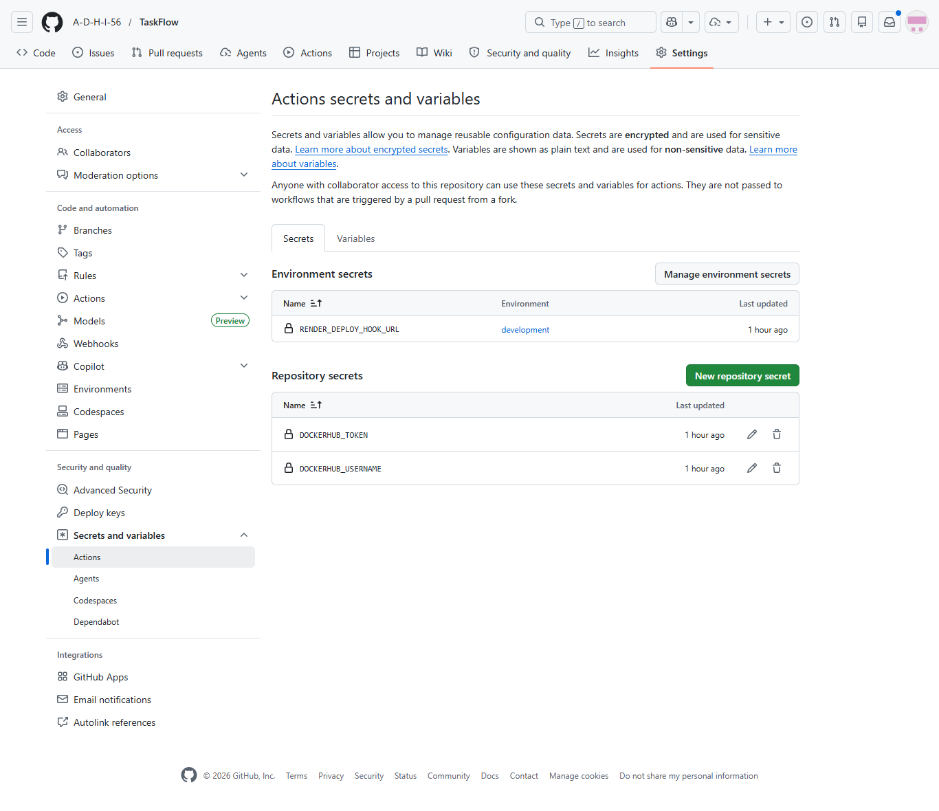 A-D-H-I-56 / TaskFlow
Type / to search
Code
Issues
Pull requests
Agents
Actions
Projects
Wiki
Security and quality
Insights
Settings
General
Access
Collaborators
Moderation options
Code and automation
Branches
Tags
Rules
Actions
Models
Preview
Webhooks
Copilot
Environments
Codespaces
Pages
Security and quality
Advanced Security
Deploy keys
Secrets and variables
Actions
Agents
Codespaces
Dependabot
Integrations
GitHub Apps
Email notifications
Autolink references
Actions secrets and variables
Secrets and variables allow you to manage reusable configuration data. Secrets are encrypted and are used for sensitive
data. Learn more about encrypted secrets. Variables are shown as plain text and are used for non-sensitive data. Learn more
about variables.
Anyone with collaborator access to this repository can use these secrets and variables for actions. They are not passed to
workflows that are triggered by a pull request from a fork.
Secrets
Variables
Environment secrets
Manage environment secrets
Name Environment Last updated
RENDER_DEPLOY_HOOK_URL development 1 hour ago
Repository secrets
New repository secret
Name Last updated
DOCKERHUB_TOKEN 1 hour ago
DOCKERHUB_USERNAME 1 hour ago
© 2026 GitHub, Inc. Terms Privacy Security Status Community Docs Contact Manage cookies Do not share my personal information